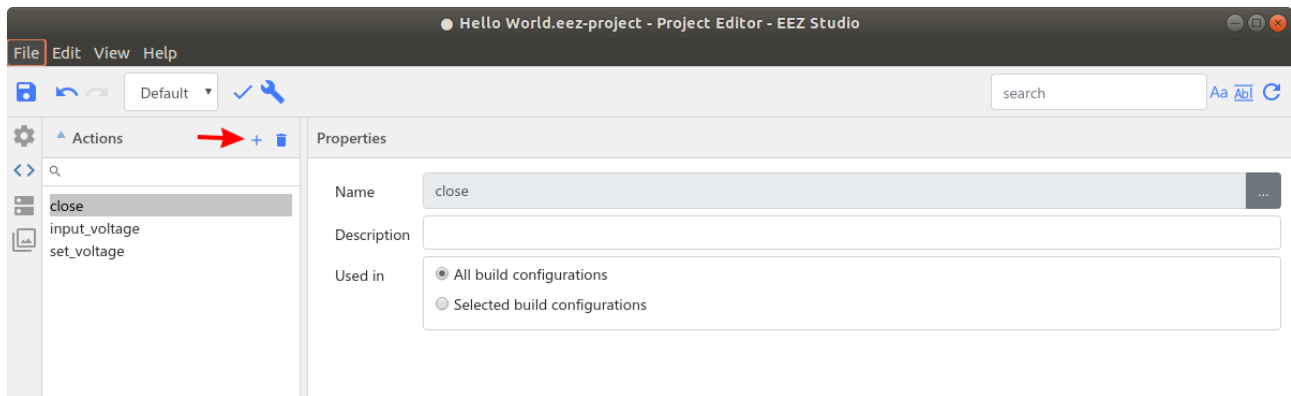 Hello World.eez-project - Project Editor - EEZ Studio
File Edit View Help
Default
search
Aa Abl
Actions
Properties
close
input_voltage
set_voltage
Name
close
...
Description
Used in
All build configurations
Selected build configurations